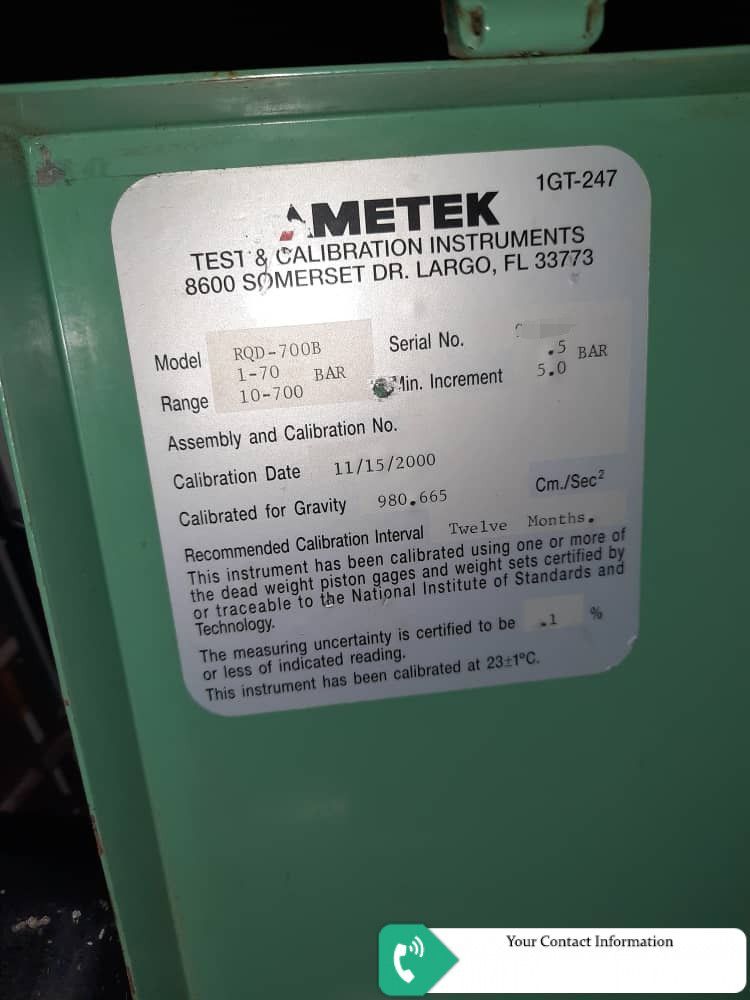 1GT-247
AMETEK
TEST & CALIBRATION INSTRUMENTS
8600 SOMERSET DR. LARGO, FL 33773
Model RQD-700B Serial No.
Range 1-70 BAR Min. Increment .5 BAR
10-700 5.0
Assembly and Calibration No.
Calibration Date 11/15/2000
Calibrated for Gravity 980.665 Cm./Sec²
Recommended Calibration Interval Twelve Months.
This instrument has been calibrated using one or more of
the dead weight piston gages and weight sets certified by
or traceable to the National Institute of Standards and
Technology.
The measuring uncertainty is certified to be .1 %
or less of indicated reading.
This instrument has been calibrated at 23±1°C.
Your Contact Information